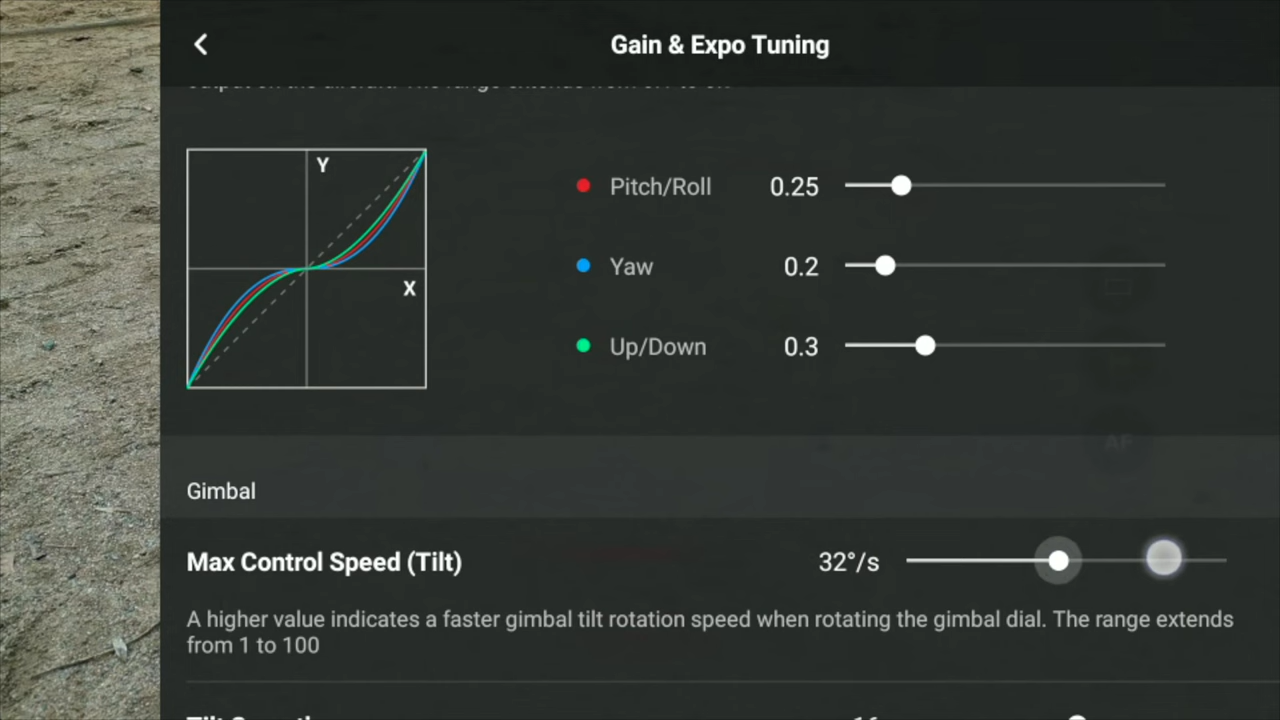 Gain & Expo Tuning
Y
X
Pitch/Roll 0.25
Yaw 0.2
Up/Down 0.3
AF
Gimbal
Max Control Speed (Tilt) 32°/s
A higher value indicates a faster gimbal tilt rotation speed when rotating the gimbal dial. The range extends
from 1 to 100